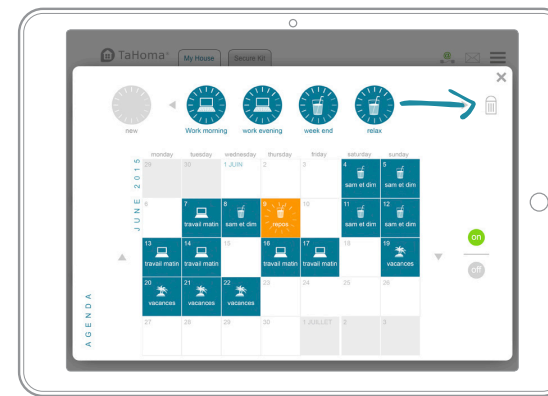 TaHoma®
My House
Secure Kit
new
Work morning
work evening
week end
relax
monday tuesday wednesday thursday friday saturday sunday
JUNE 2015
29 30 1 JUIN 2 3 4 5
sam et dim sam et dim
6 7 8 9 10 11 12
travail matin sam et dim repos sam et dim sam et dim
13 14 15 16 17 18 19
travail matin travail matin travail matin travail matin vacances
20 21 22 23 24 25 26
vacances vacances vacances
27 28 29 30 1 JUILLET 2 3
AGENDA
on
off